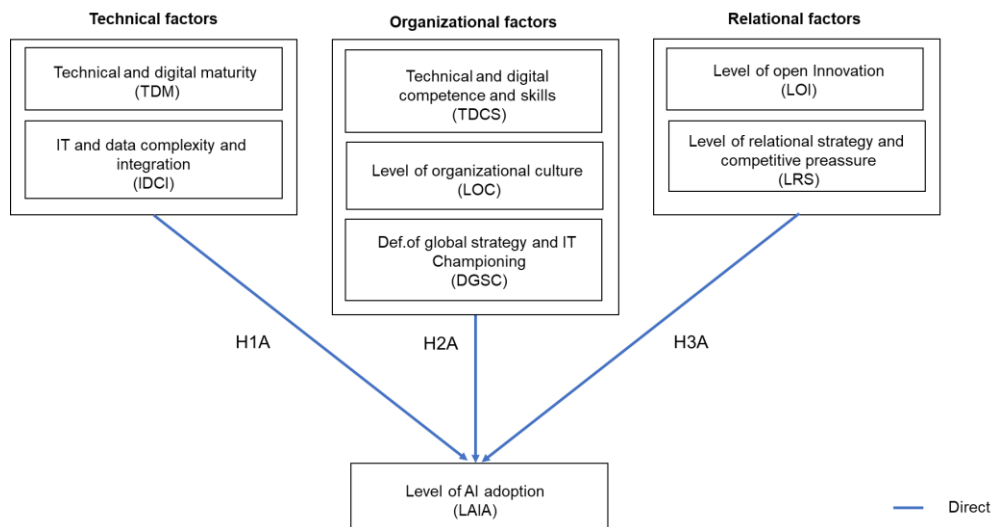 Technical factors
Technical and digital maturity
(TDM)
IT and data complexity and
integration
(IDCI)
Organizational factors
Technical and digital
competence and skills
(TDCS)
Level of organizational culture
(LOC)
Def.of global strategy and IT
Championing
(DGSC)
Relational factors
Level of open Innovation
(LOI)
Level of relational strategy and
competitive preassure
(LRS)
H1A
H2A
H3A
Level of AI adoption
(LAIA)
Direct